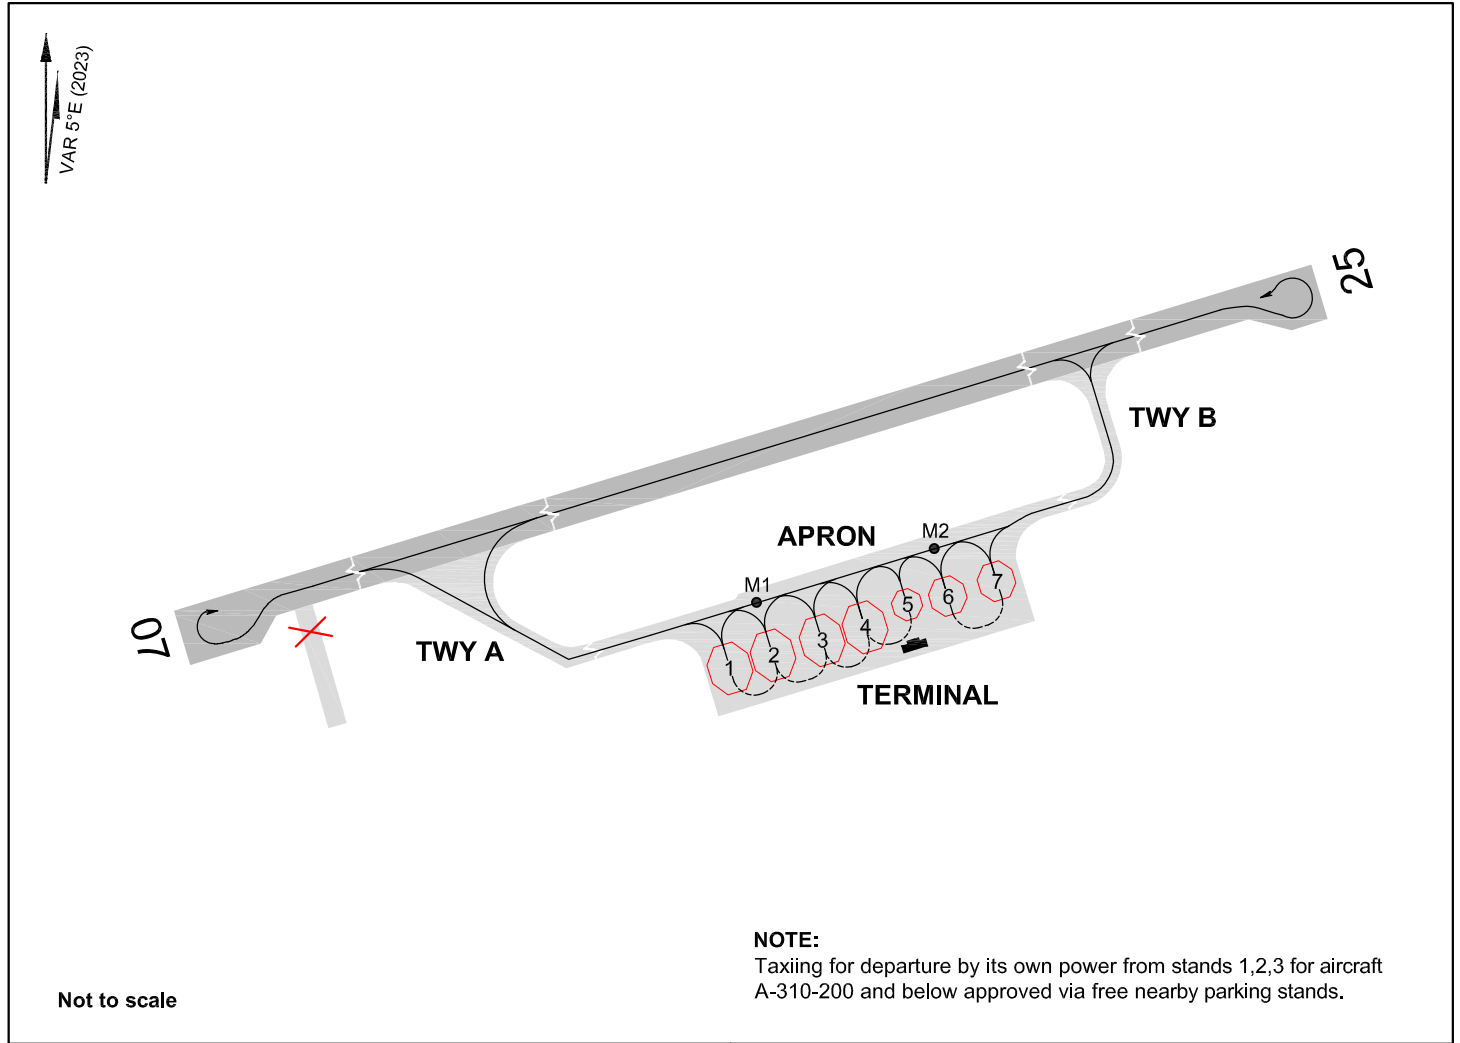 VAR 5°E (2023)
25
TWY B
M2
APRON
M1
7
5
6
4
3
2
1
07
TWY A
TERMINAL
NOTE:
Taxiing for departure by its own power from stands 1,2,3 for aircraft
A-310-200 and below approved via free nearby parking stands.
Not to scale